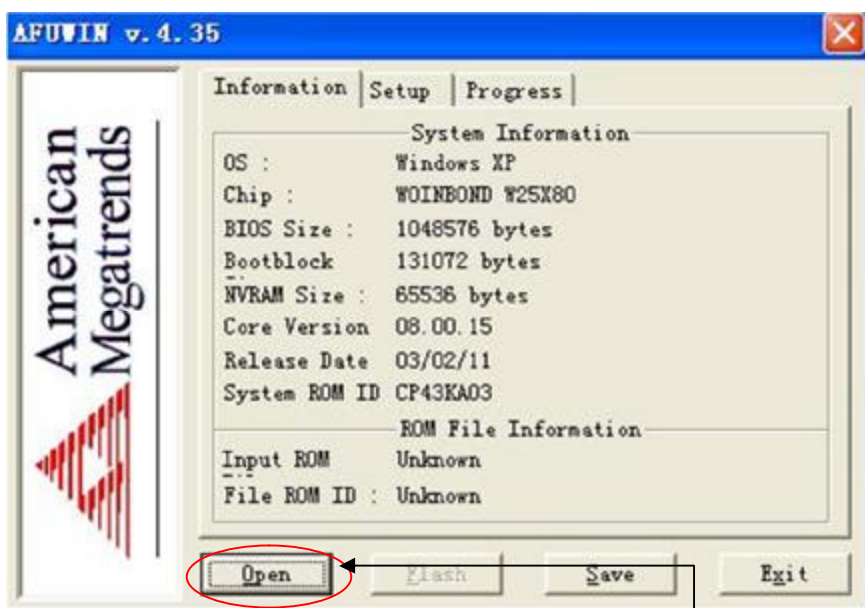 AFUWIN v.4.35
American
Megatrends
Information Setup Progress
System Information
OS : Windows XP
Chip : WOINBOND W25X80
BIOS Size : 1048576 bytes
Bootblock 131072 bytes
NVRAM Size : 65536 bytes
Core Version 08.00.15
Release Date 03/02/11
System ROM ID CP43KA03
ROM File Information
Input ROM Unknown
File ROM ID : Unknown
Open Flash Save Exit